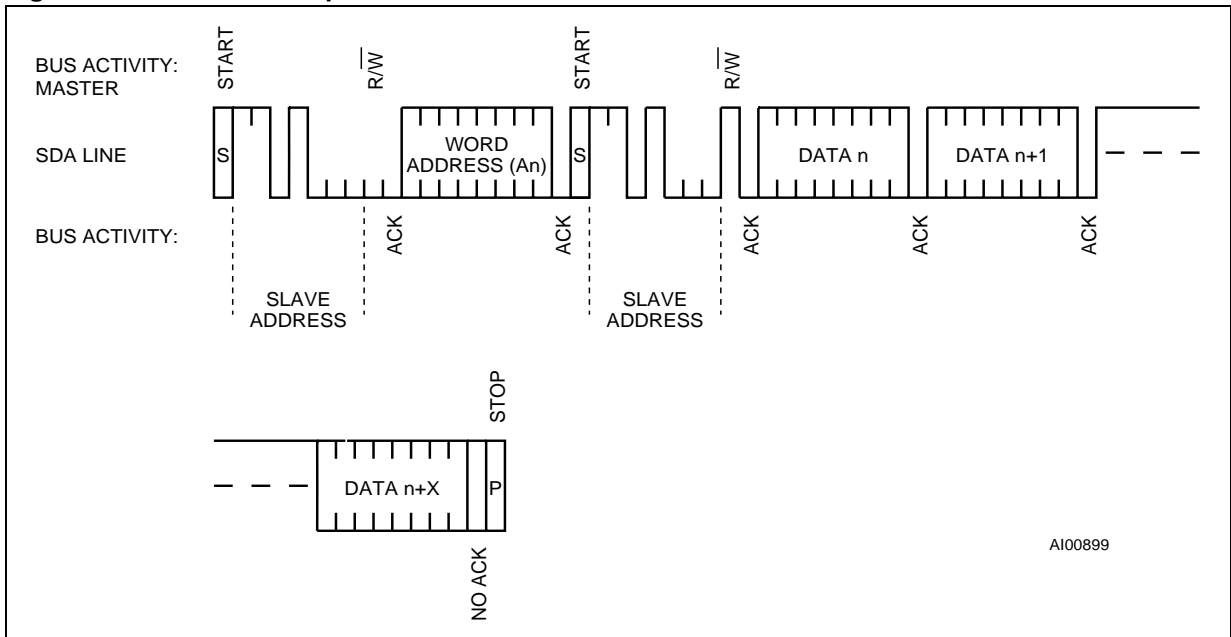 BUS ACTIVITY:
MASTER
START
R/W
START
R/W
SDA LINE
S
WORD
ADDRESS (An)
S
DATA n
DATA n+1
BUS ACTIVITY:
ACK
ACK
ACK
ACK
ACK
SLAVE
ADDRESS
SLAVE
ADDRESS
STOP
DATA n+X
P
NO ACK
AI00899